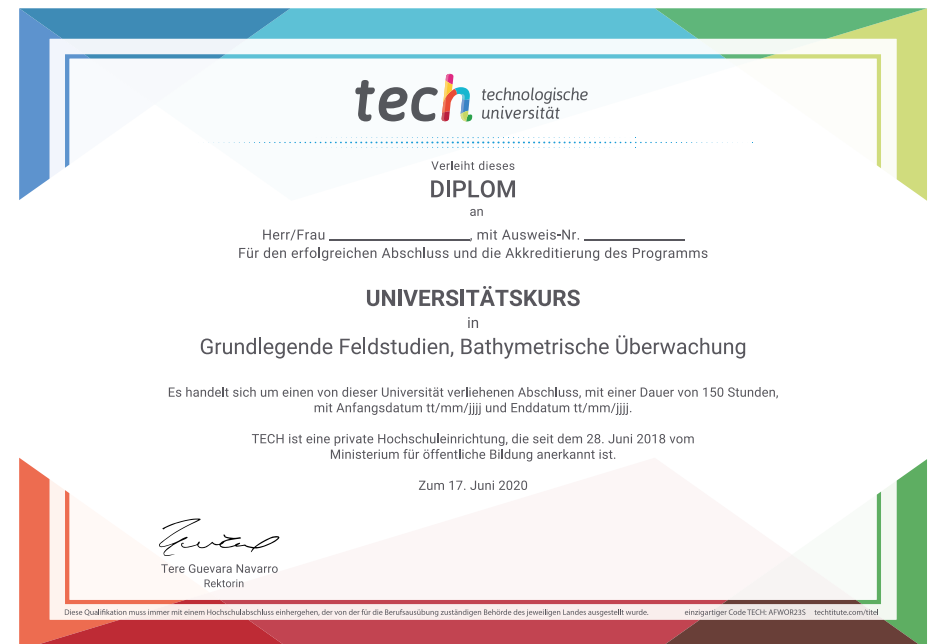 tech technologische
universität
Verleiht dieses
DIPLOM
an
Herr/Frau ____________, mit Ausweis-Nr. ____________
Für den erfolgreichen Abschluss und die Akkreditierung des Programms
UNIVERSITÄTSKURS
in
Grundlegende Feldstudien, Bathymetrische Überwachung
Es handelt sich um einen von dieser Universität verliehenen Abschluss, mit einer Dauer von 150 Stunden,
mit Anfangsdatum tt/mm/jjjj und Enddatum tt/mm/jjjj.
TECH ist eine private Hochschuleinrichtung, die seit dem 28. Juni 2018 vom
Ministerium für öffentliche Bildung anerkannt ist.
Zum 17. Juni 2020
Tere Guevara Navarro
Rektorin
Diese Qualifikation muss immer mit einem Hochschulabschluss einhergehen, der von der für die Berufsausübung zuständigen Behörde des jeweiligen Landes ausgestellt wurde. einzigartiger Code TECH: AFWOR23S techtitute.com/titel